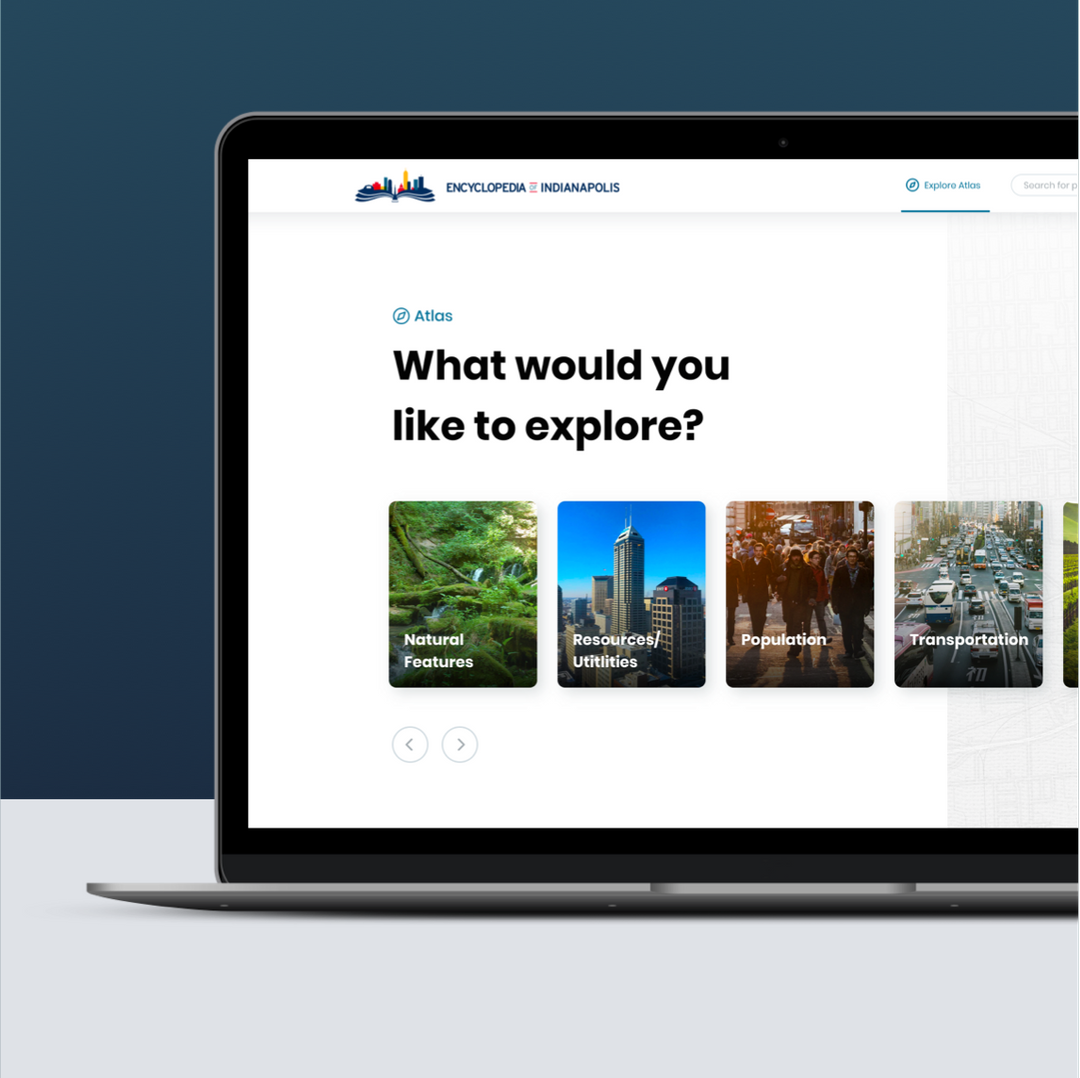 ENCYCLOPEDIA OF INDIANAPOLIS
Explore Atlas
Search for p
Atlas
What would you
like to explore?
Natural
Features
Resources/
Utitlities
Population
Transportation
初